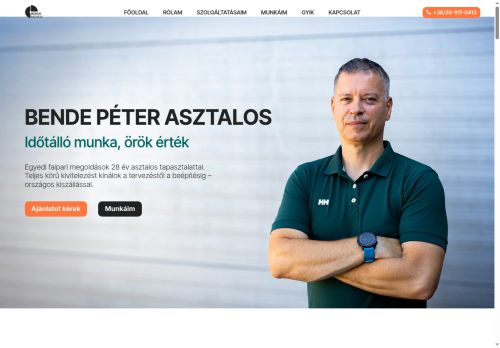 FŐOLDAL RÓLAM SZOLGÁLTATÁSAIM MUNKÁIM GYIK KAPCSOLAT +36/30-911-0415
BENDE PÉTER ASZTALOS
Időtálló munka, örök érték
Egyedi faipari megoldások 28 év asztalos tapasztalattal.
Teljes körű kivitelezést kínálok a tervezéstől a beépítésig –
országos kiszállással.
Ajánlatot kérek Munkáim
HH